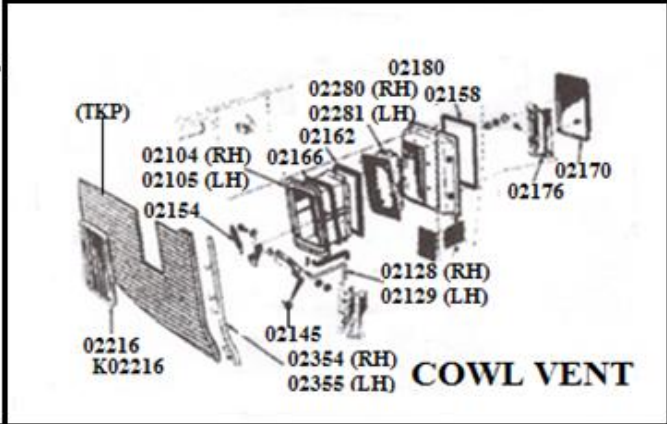 02180
02280 (RH)
02158
(TKP)
02281 (LH)
02162
02104 (RH)
02166
02105 (LH)
02170
02176
02154
02128 (RH)
02129 (LH)
02145
02216
K02216
02354 (RH)
02355 (LH)
COWL VENT